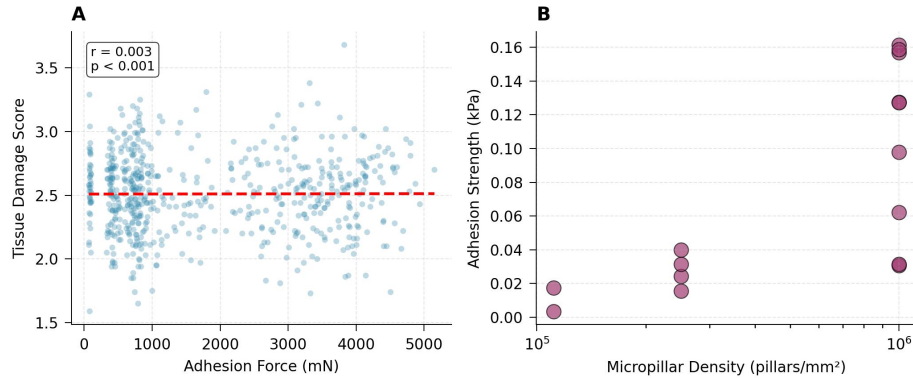 A
r = 0.003
p < 0.001
Tissue Damage Score
3.5
3.0
2.5
2.0
1.5
0
1000
2000
3000
4000
5000
Adhesion Force (mN)
B
Adhesion Strength (kPa)
0.16
0.14
0.12
0.10
0.08
0.06
0.04
0.02
0.00
10⁵
10⁶
Micropillar Density (pillars/mm²)